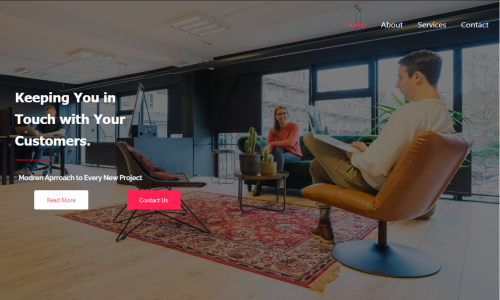 Home About Services Contact
Keeping You in
Touch with Your
Customers.
Modren Aprroach to Every New Project
Read More Contact Us